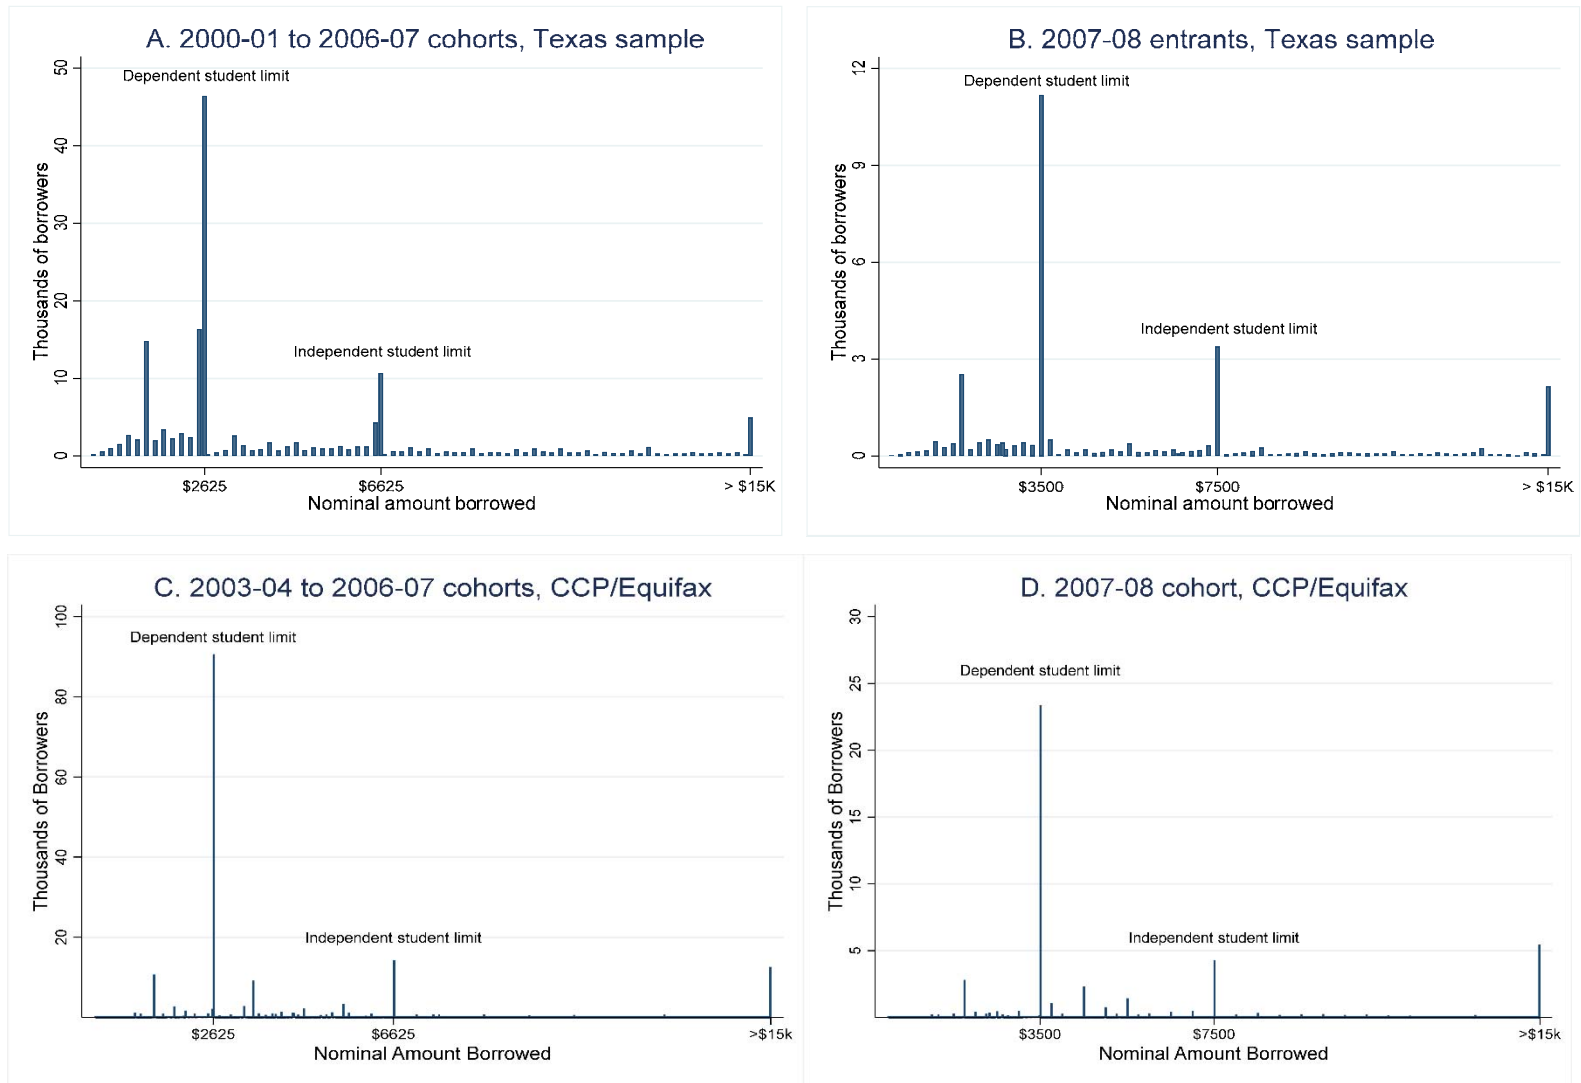 A. 2000-01 to 2006-07 cohorts, Texas sample
Dependent student limit
Independent student limit
Thousands of borrowers
50
40
30
20
10
0
$2625
$6625
> $15K
Nominal amount borrowed
B. 2007-08 entrants, Texas sample
Dependent student limit
Independent student limit
Thousands of borrowers
12
9
6
3
0
$3500
$7500
> $15K
Nominal amount borrowed
C. 2003-04 to 2006-07 cohorts, CCP/Equifax
Dependent student limit
Independent student limit
Thousands of Borrowers
100
80
60
40
20
$2625
$6625
>$15k
Nominal Amount Borrowed
D. 2007-08 cohort, CCP/Equifax
Dependent student limit
Independent student limit
Thousands of Borrowers
30
25
20
15
10
5
$3500
$7500
>$15k
Nominal Amount Borrowed